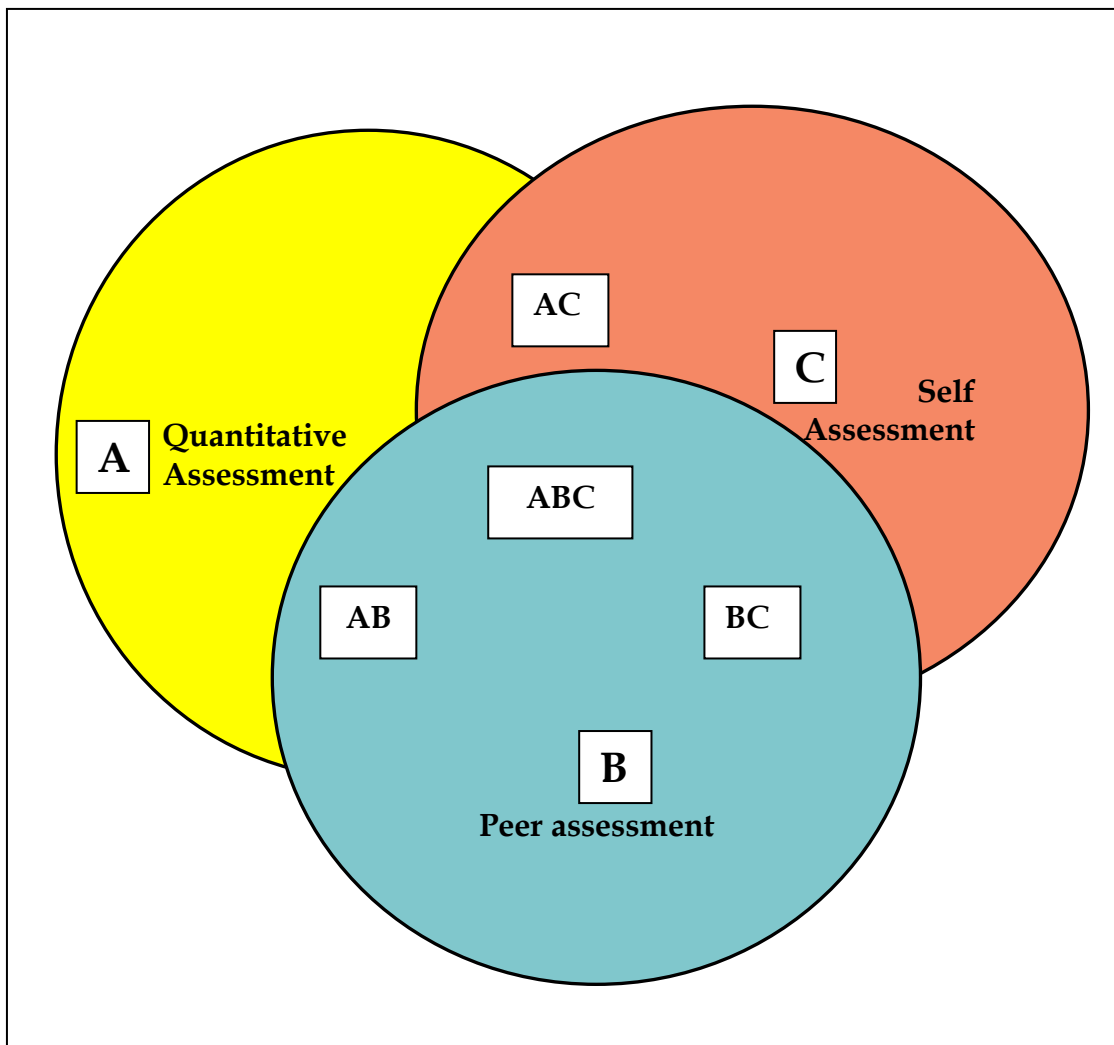 AC
C
Self
Assessment
A
Quantitative
Assessment
ABC
AB
BC
B
Peer assessment